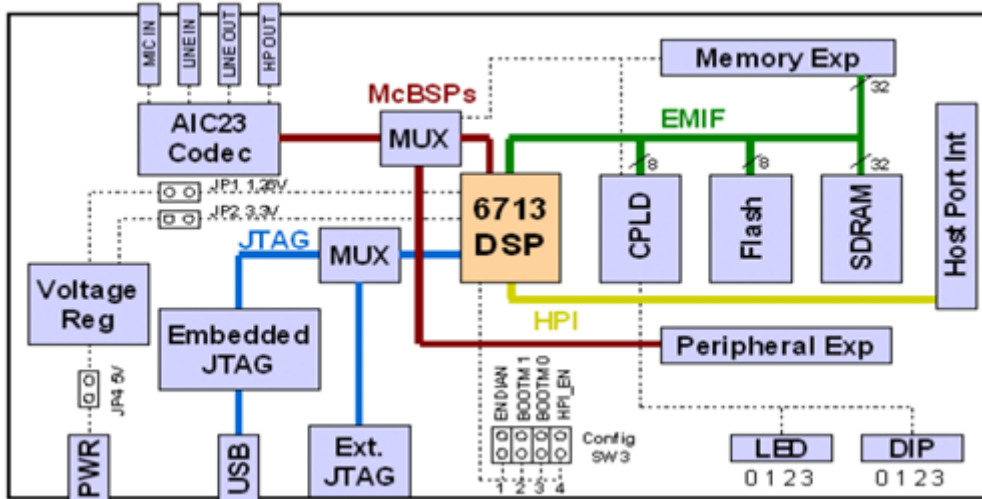 MIC IN
LINE IN
LINE OUT
HP OUT
Memory Exp
McBSPs
32
AIC23
Codec
MUX
EMIF
8
8
32
JP1 1.26V
JP2 3.3V
6713
DSP
CPLD
Flash
SDRAM
Host Port Int
JTAG
MUX
Voltage
Reg
HPI
Embedded
JTAG
Peripheral Exp
JP4 5V
ENDIAN
BOOTM 1
BOOTM 0
HPI_EN
Config
SW3
PWR
USB
Ext.
JTAG
1 2 3 4
LED
DIP
0 1 2 3
0 1 2 3